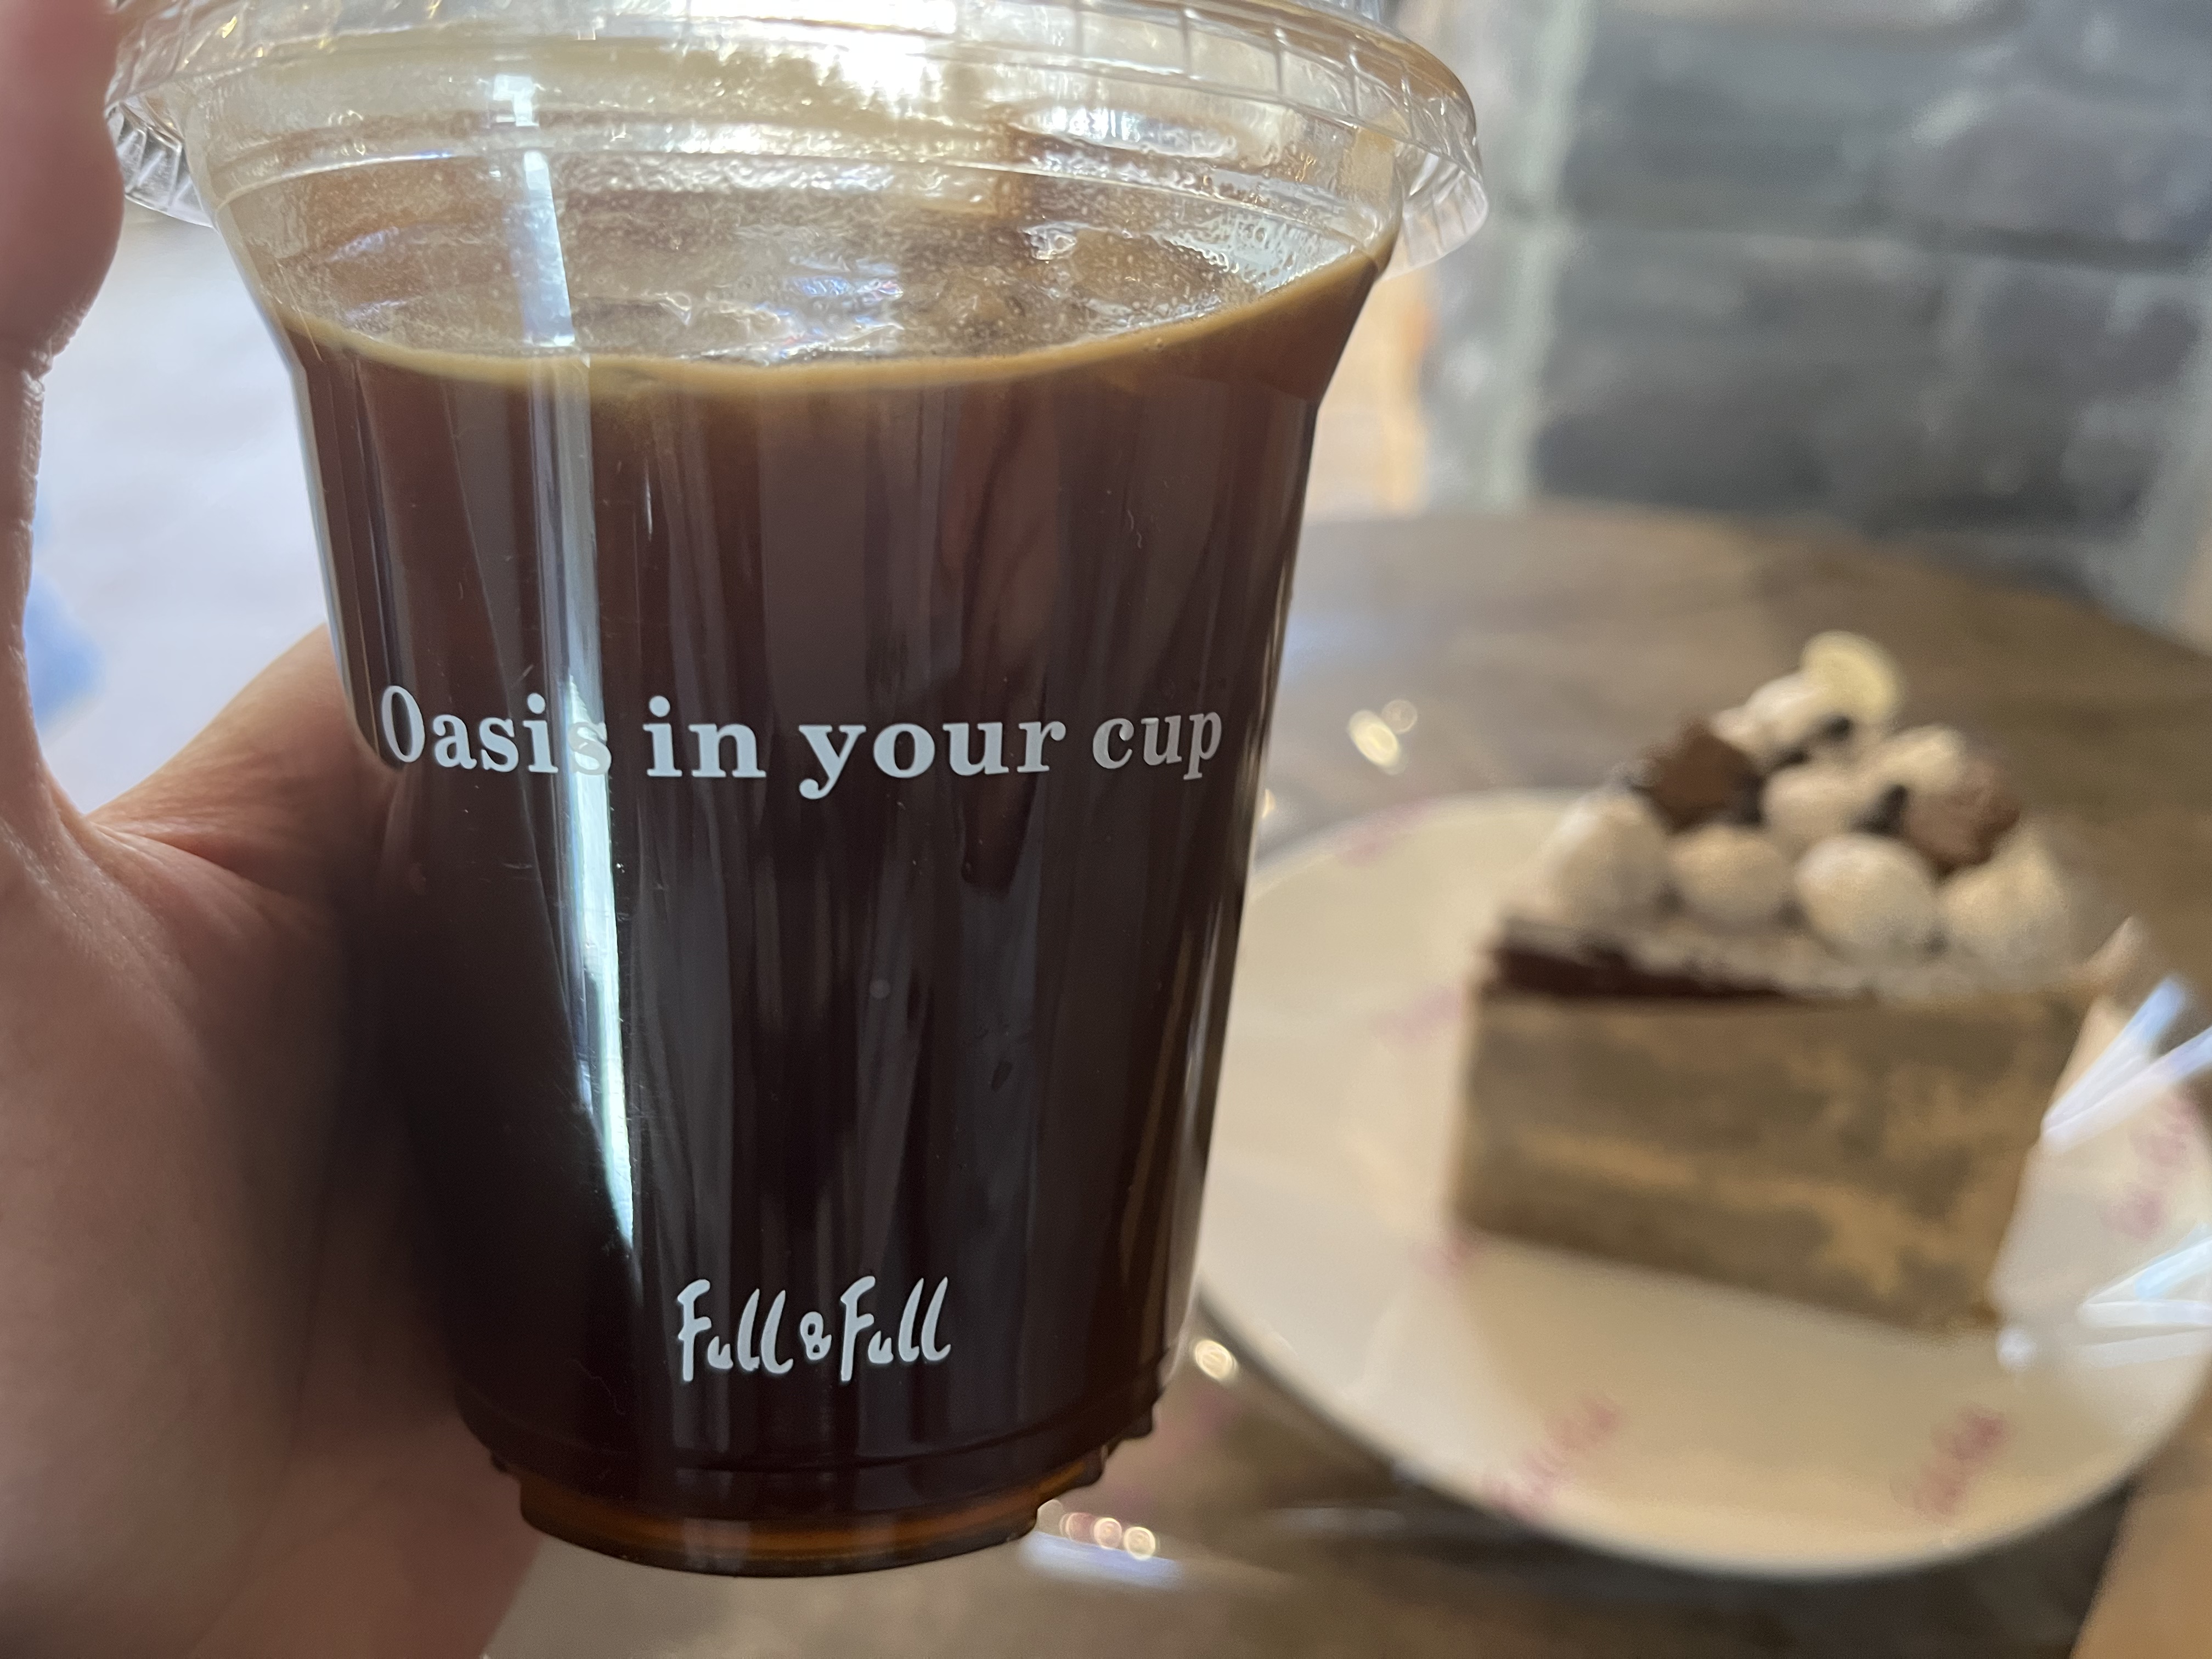 Oasis in your cup
Full & Full